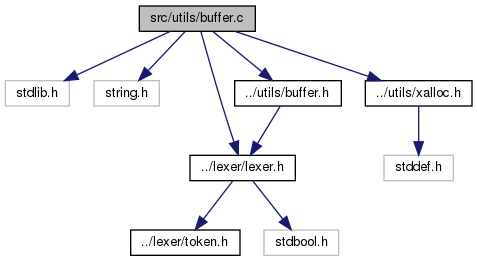 src/utils/buffer.c
stdlib.h
string.h
../utils/buffer.h
../utils/xalloc.h
../lexer/lexer.h
stddef.h
../lexer/token.h
stdbool.h